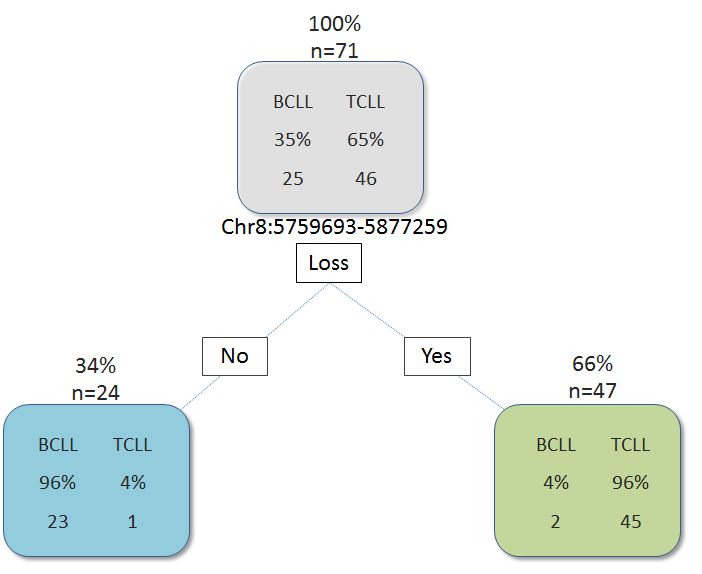 100%
n=71
BCLL TCLL
35% 65%
25 46
Chr8:5759693-5877259
Loss
No
Yes
34%
n=24
BCLL TCLL
96% 4%
23 1
66%
n=47
BCLL TCLL
4% 96%
2 45